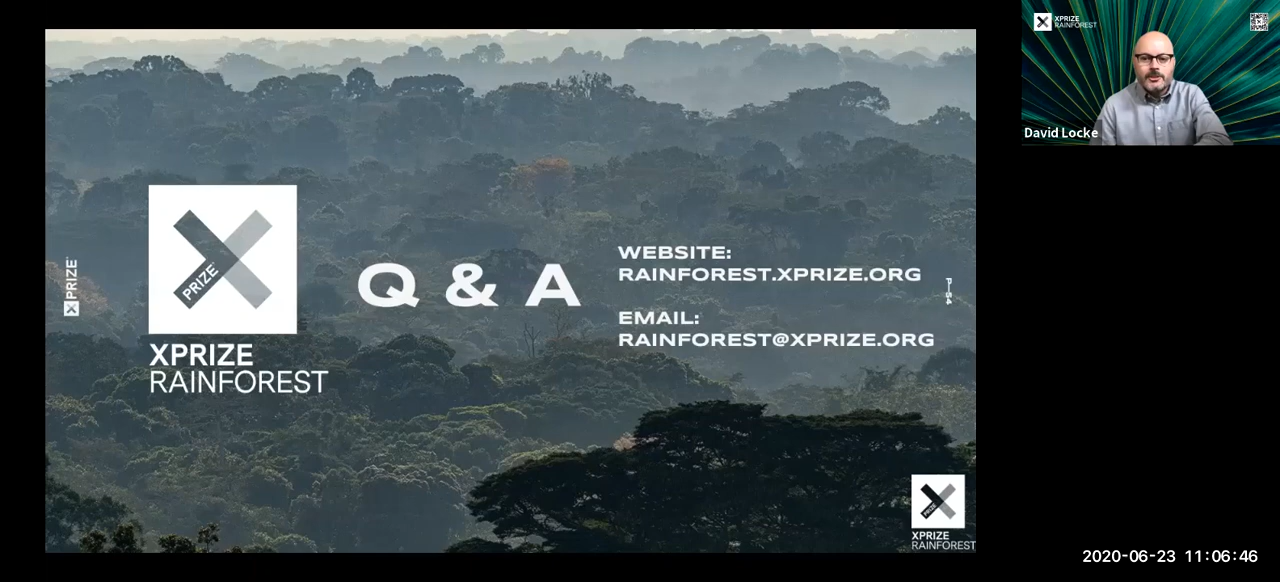 XPRIZE
PRIZE
XPRIZE
RAINFOREST
Q & A
WEBSITE:
RAINFOREST.XPRIZE.ORG
EMAIL:
RAINFOREST@XPRIZE.ORG
P—54
PRIZE
XPRIZE
RAINFOREST
XPRIZE
RAINFOREST
David Locke
2020-06-23 11:06:46